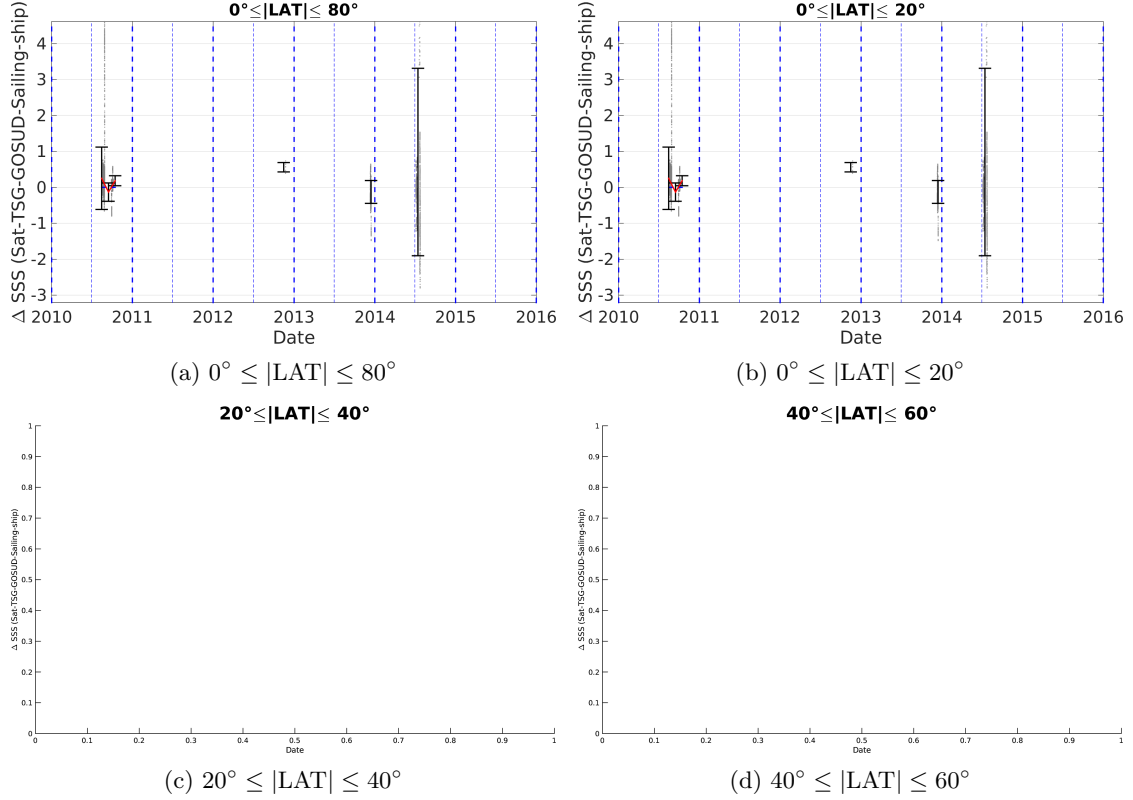 0°≤|LAT|≤ 80°
Δ SSS (Sat-TSG-GOSUD-Sailing-ship)
4
3
2
1
0
-1
-2
-3
2010 2011 2012 2013 2014 2015 2016
Date
(a) 0° ≤ |LAT| ≤ 80°
0°≤|LAT|≤ 20°
Δ SSS (Sat-TSG-GOSUD-Sailing-ship)
4
3
2
1
0
-1
-2
-3
2010 2011 2012 2013 2014 2015 2016
Date
(b) 0° ≤ |LAT| ≤ 20°
20°≤|LAT|≤ 40°
Δ SSS (Sat-TSG-GOSUD-Sailing-ship)
1
0.9
0.8
0.7
0.6
0.5
0.4
0.3
0.2
0.1
0
0 0.1 0.2 0.3 0.4 0.5 0.6 0.7 0.8 0.9 1
Date
(c) 20° ≤ |LAT| ≤ 40°
40°≤|LAT|≤ 60°
Δ SSS (Sat-TSG-GOSUD-Sailing-ship)
1
0.9
0.8
0.7
0.6
0.5
0.4
0.3
0.2
0.1
0
0 0.1 0.2 0.3 0.4 0.5 0.6 0.7 0.8 0.9 1
Date
(d) 40° ≤ |LAT| ≤ 60°